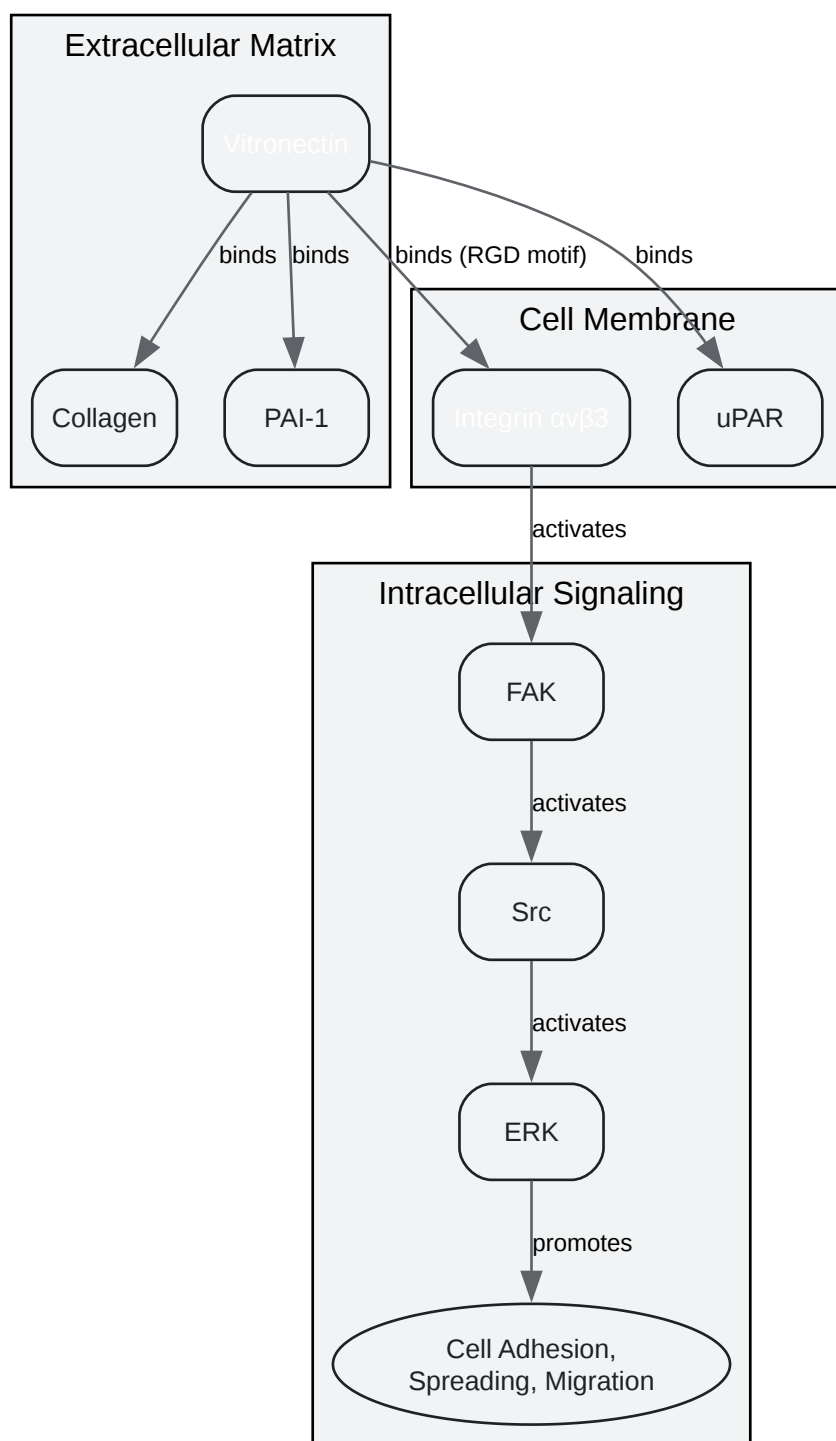 Extracellular Matrix
Vitronectin
binds
binds
binds (RGD motif)
binds
Cell Membrane
Collagen
PAI-1
Integrin αvβ3
uPAR
activates
Intracellular Signaling
FAK
activates
Src
activates
ERK
promotes
Cell Adhesion,
Spreading, Migration